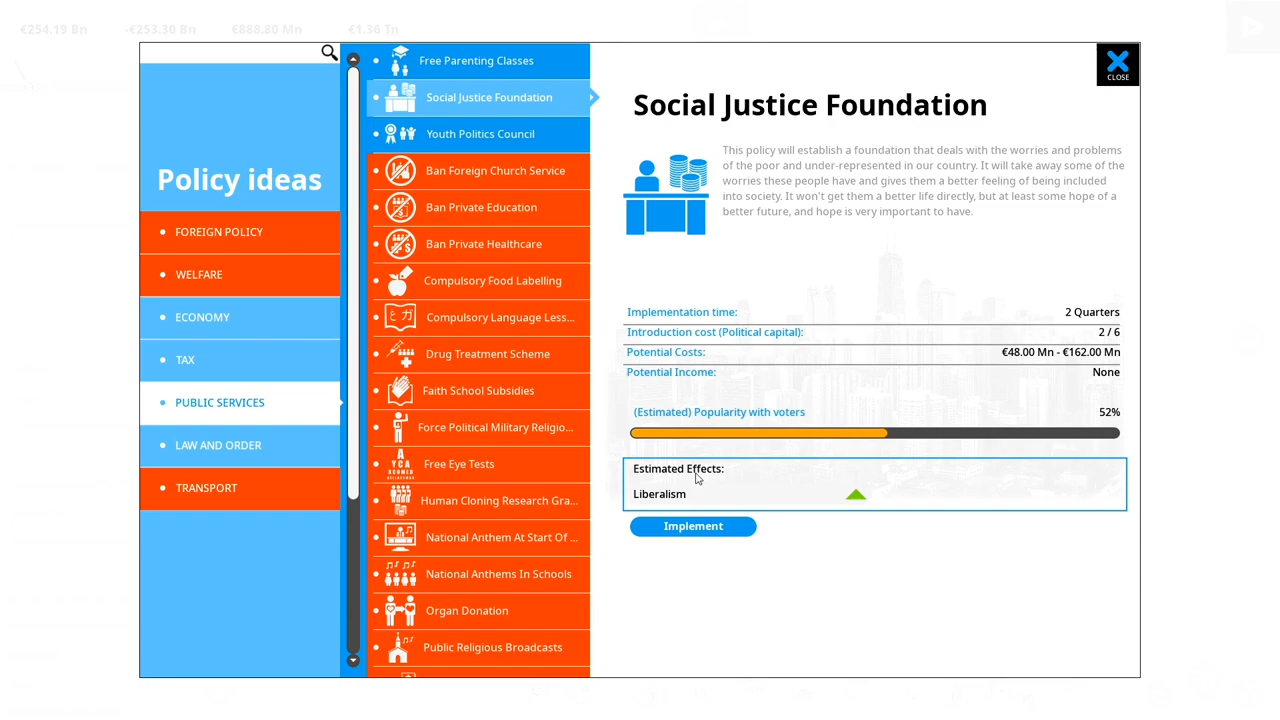 €254.19 Bn -€253.30 Bn €888.80 Mn €1.36 Tn
CLOSE
Policy ideas
FOREIGN POLICY
WELFARE
ECONOMY
TAX
PUBLIC SERVICES
LAW AND ORDER
TRANSPORT
Free Parenting Classes
Social Justice Foundation
Youth Politics Council
Ban Foreign Church Service
Ban Private Education
Ban Private Healthcare
Compulsory Food Labelling
Compulsory Language Less...
Drug Treatment Scheme
Faith School Subsidies
Force Political Military Religio...
Free Eye Tests
Human Cloning Research Gra...
National Anthem At Start Of ...
National Anthems In Schools
Organ Donation
Public Religious Broadcasts
Social Justice Foundation
This policy will establish a foundation that deals with the worries and problems
of the poor and under-represented in our country. It will take away some of the
worries these people have and gives them a better feeling of being included
into society. It won't get them a better life directly, but at least some hope of a
better future, and hope is very important to have.
Implementation time: 2 Quarters
Introduction cost (Political capital): 2 / 6
Potential Costs: €48.00 Mn - €162.00 Mn
Potential Income: None
(Estimated) Popularity with voters 52%
Estimated Effects:
Liberalism
Implement